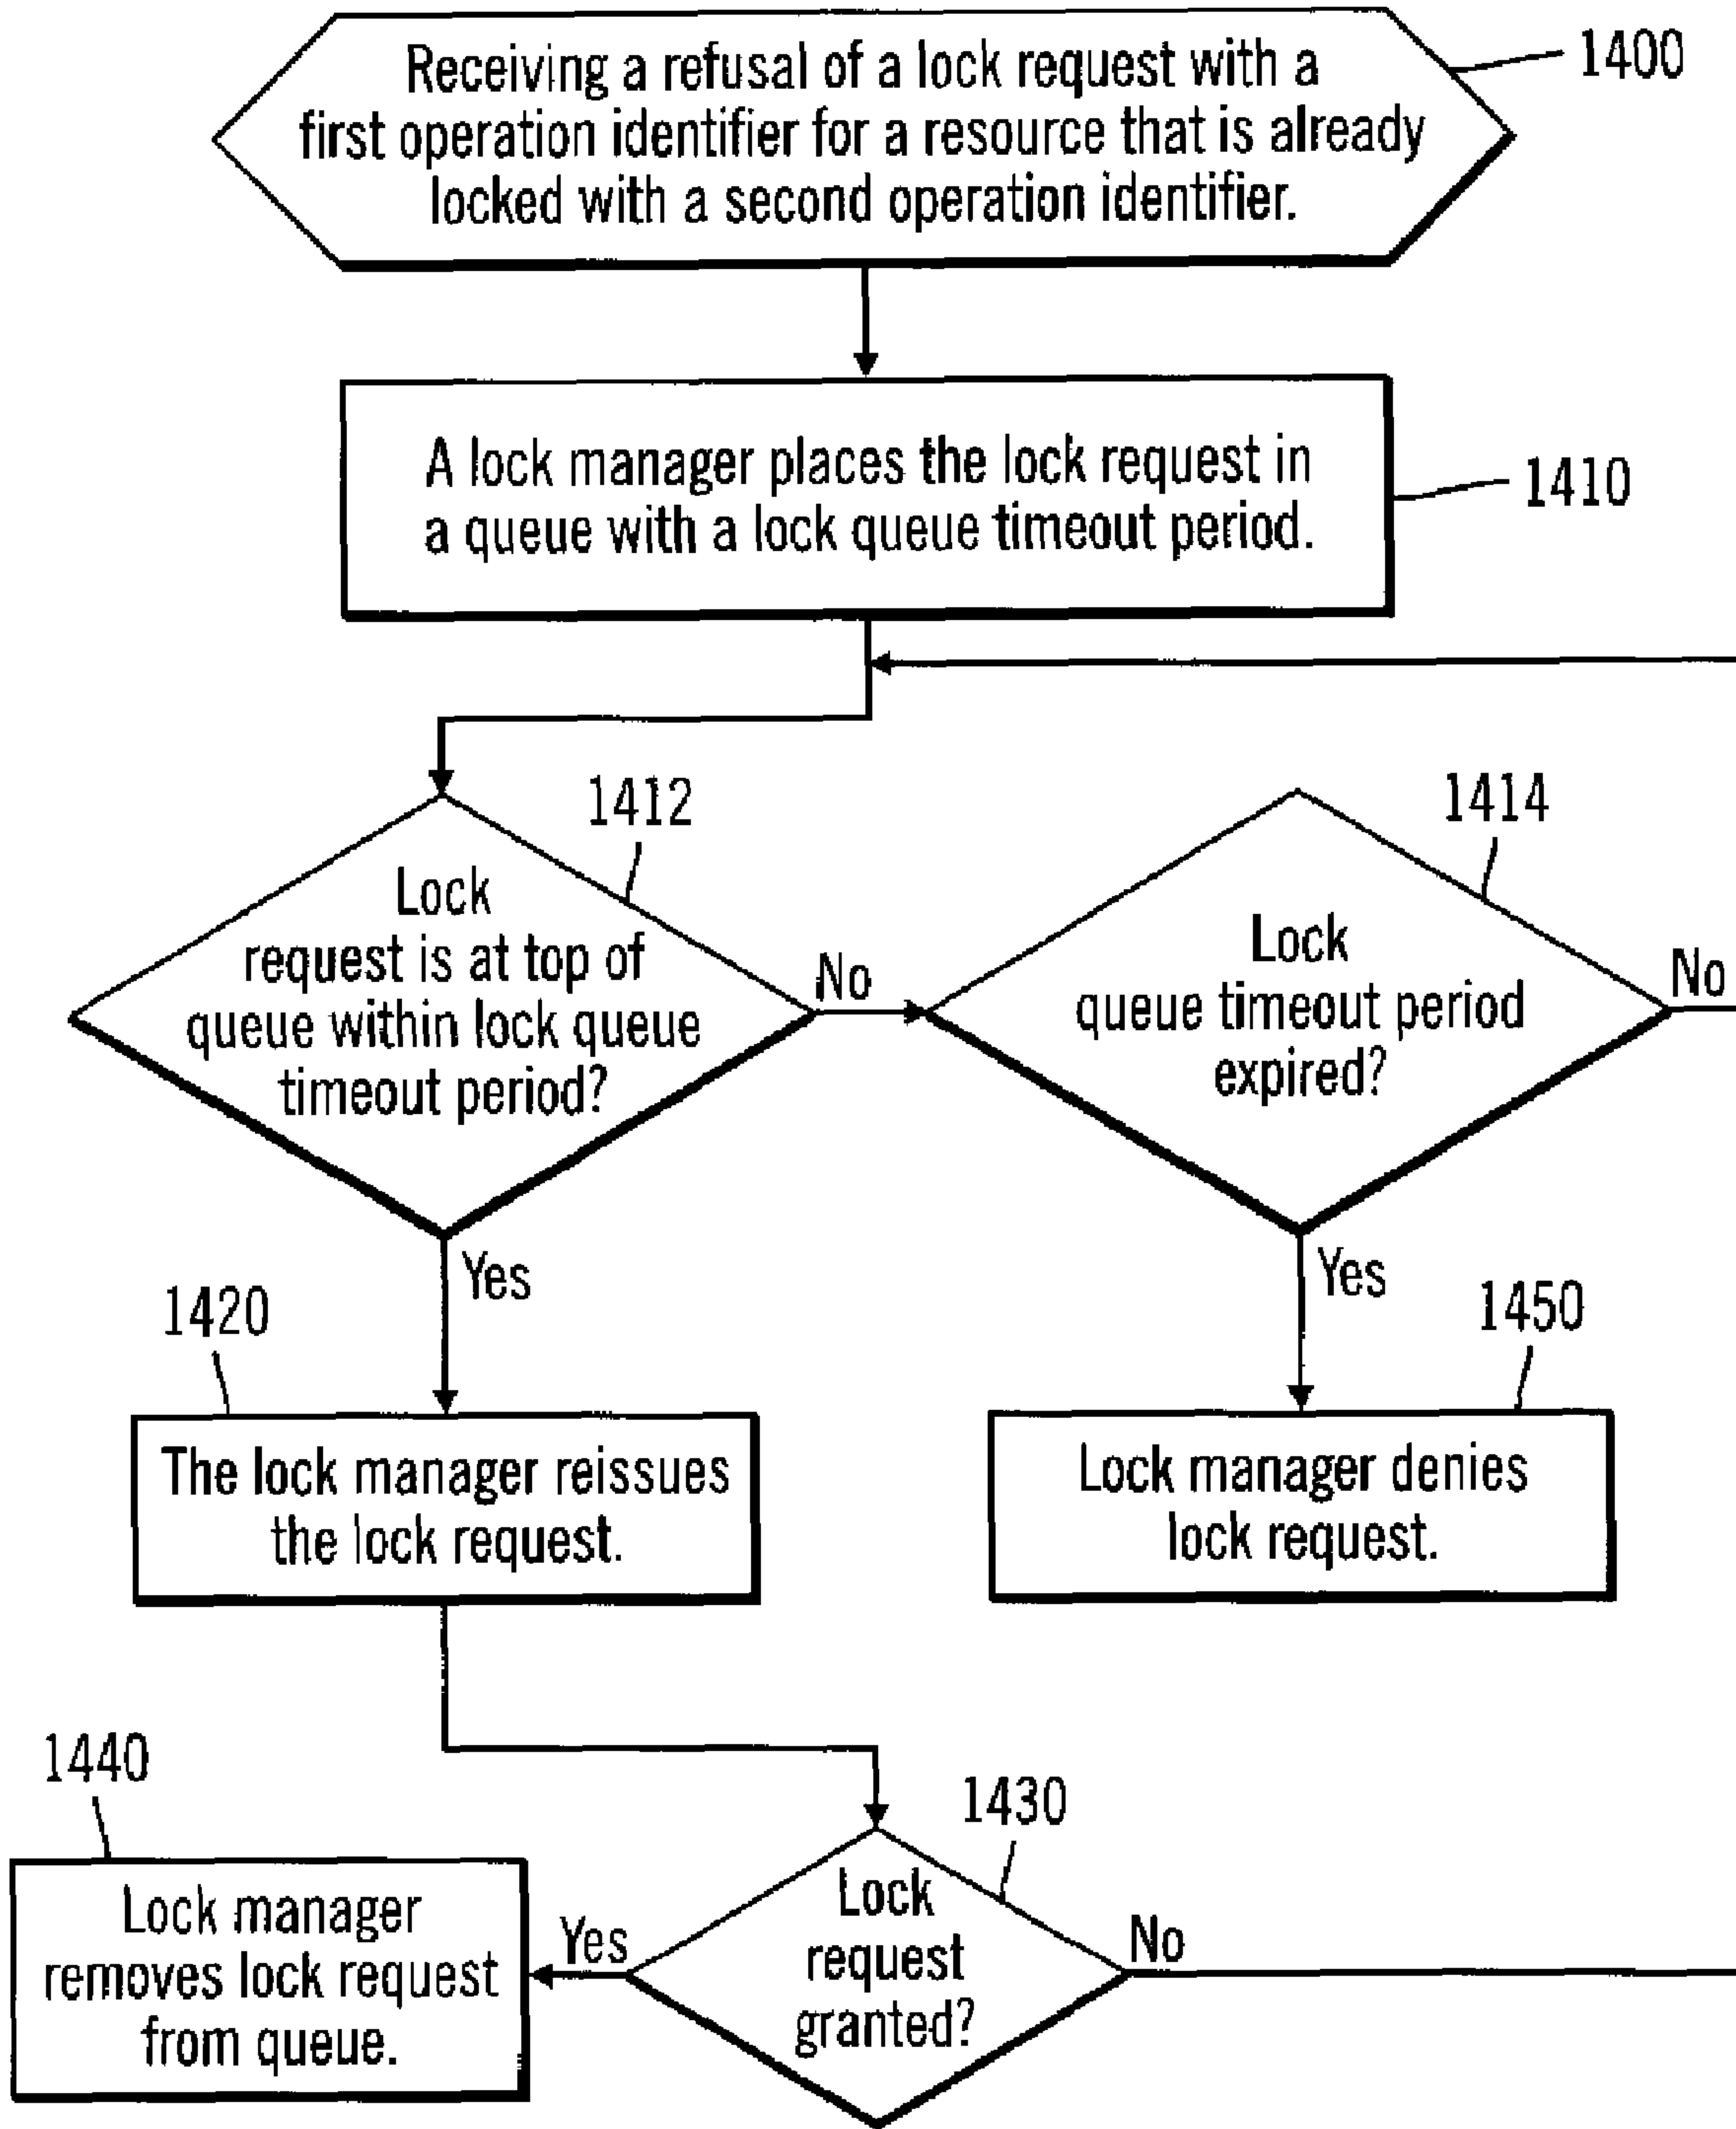 Receiving a refusal of a lock request with a
first operation identifier for a resource that is already
locked with a second operation identifier.
1400
A lock manager places the lock request in
a queue with a lock queue timeout period.
1410
1412
Lock
request is at top of
queue within lock queue
timeout period?
No
1414
Lock
queue timeout period
expired?
No
Yes
Yes
1420
The lock manager reissues
the lock request.
1450
Lock manager denies
lock request.
1440
Lock manager
removes lock request
from queue.
Yes
1430
Lock
request
granted?
No